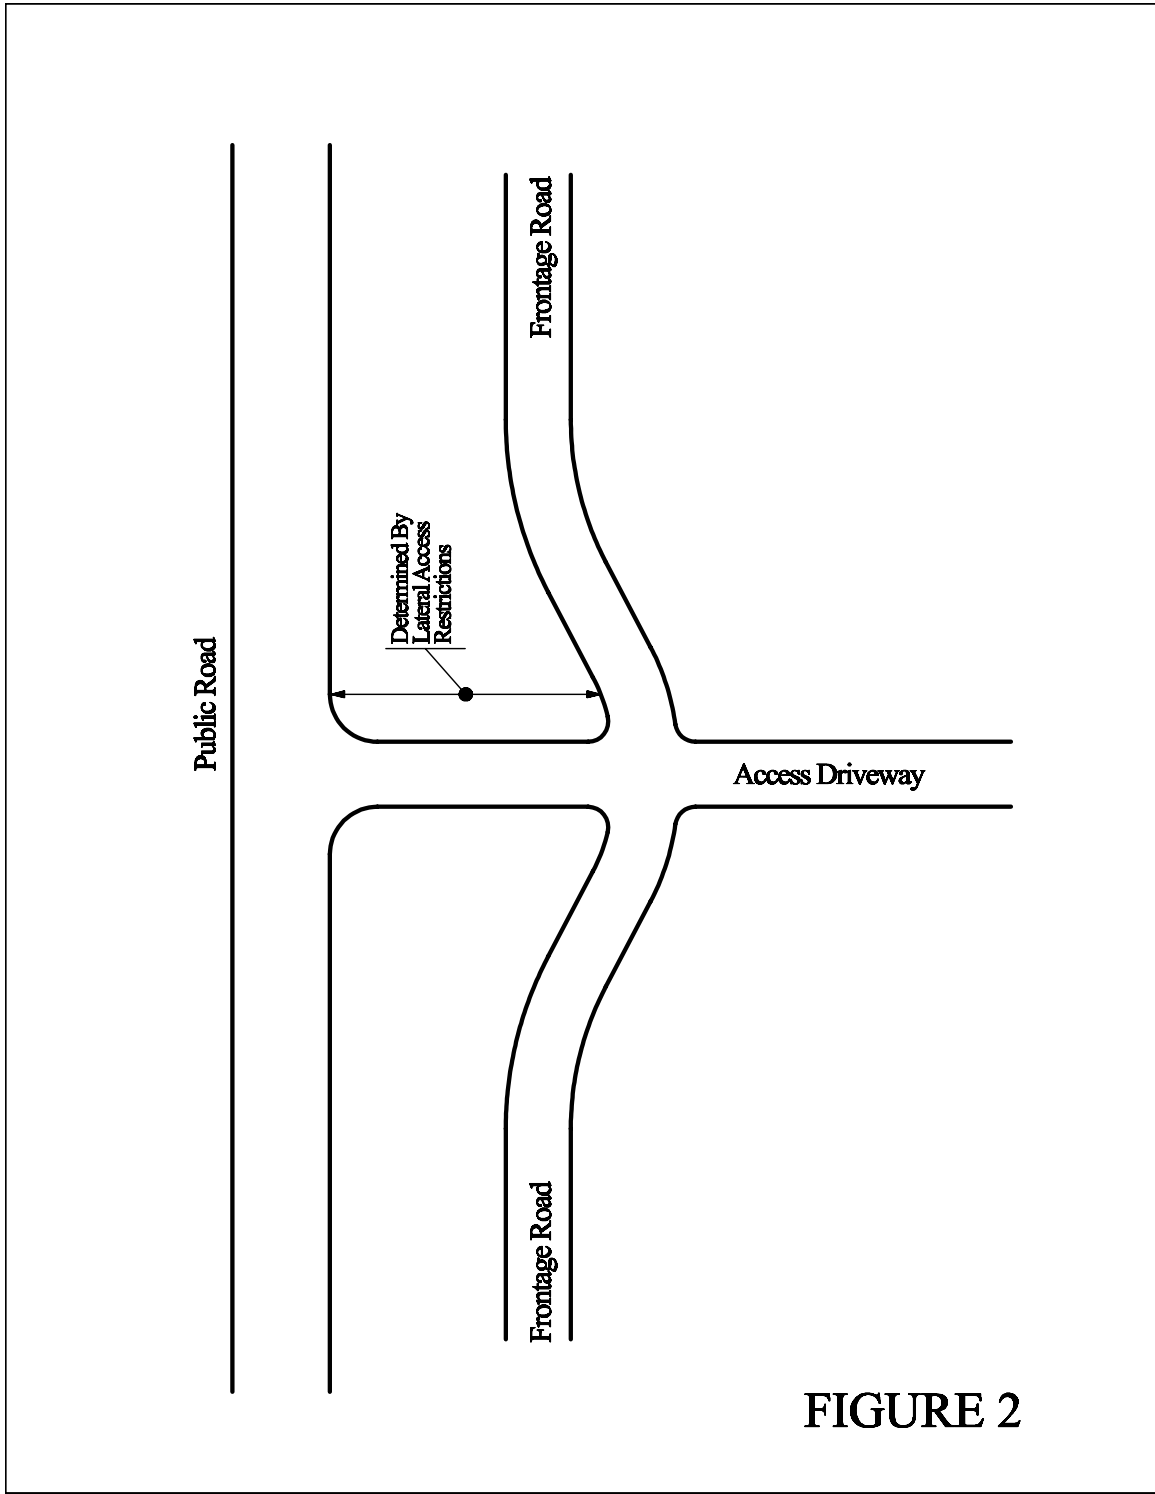 Frontage Road
Determined By
Lateral Access
Restrictions
Public Road
Access Driveway
Frontage Road
FIGURE 2